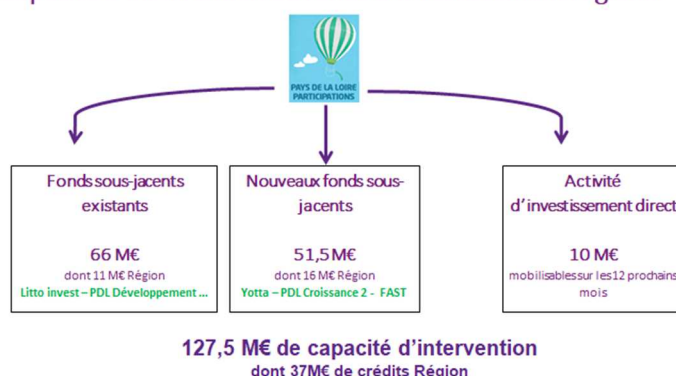 PAYS DE LA LOIRE
PARTICIPATIONS
Fonds sous-jacents
existants
66 M€
dont 11 M€ Région
Litto invest – PDL Développement ...
Nouveaux fonds sous-
jacents
51,5M€
dont 16 M€ Région
Yotta – PDL Croissance 2 - FAST
Activité
d'investissement direct
10 M€
mobilisables sur les 12 prochains
mois
127,5 M€ de capacité d'intervention
dont 37M€ de crédits Région